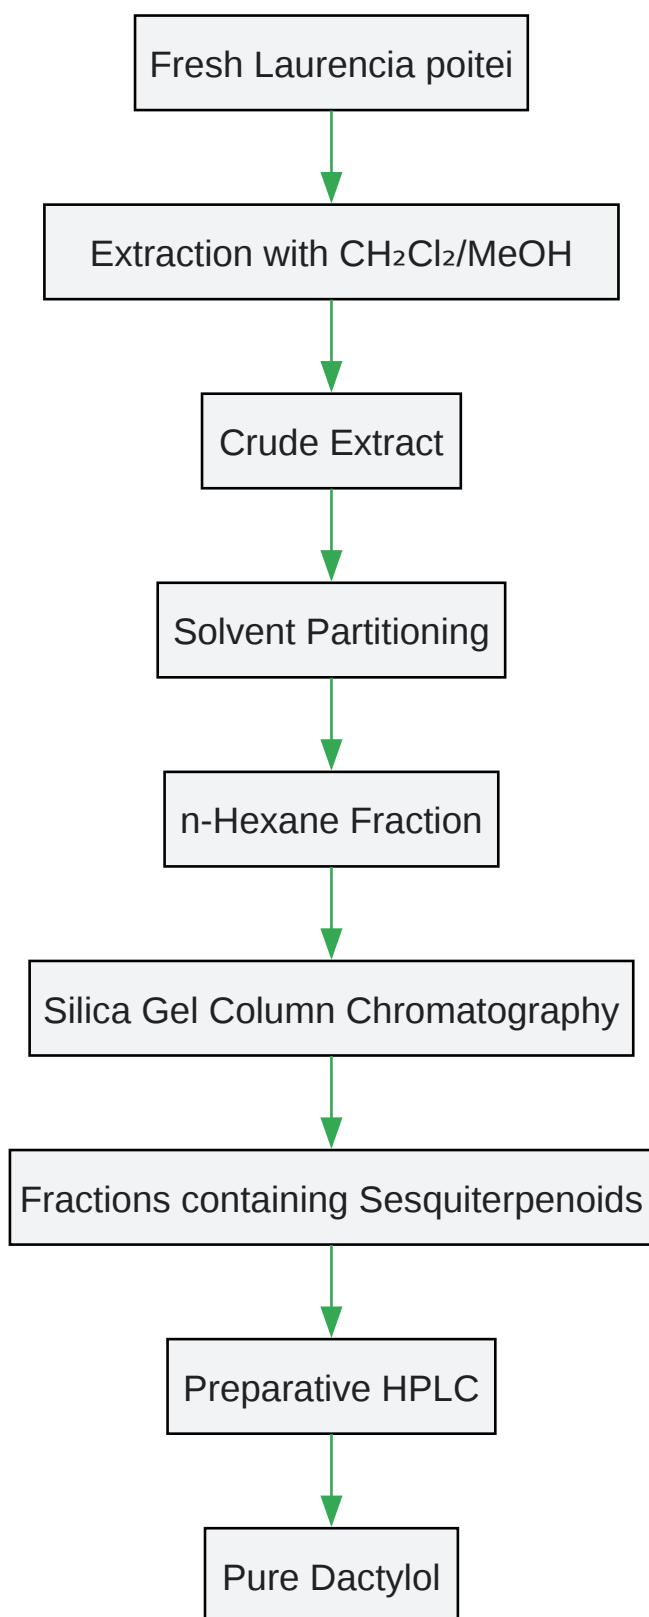 Fresh Laurencia poitei
Extraction with CH₂Cl₂/MeOH
Crude Extract
Solvent Partitioning
n-Hexane Fraction
Silica Gel Column Chromatography
Fractions containing Sesquiterpenoids
Preparative HPLC
Pure Dactylol